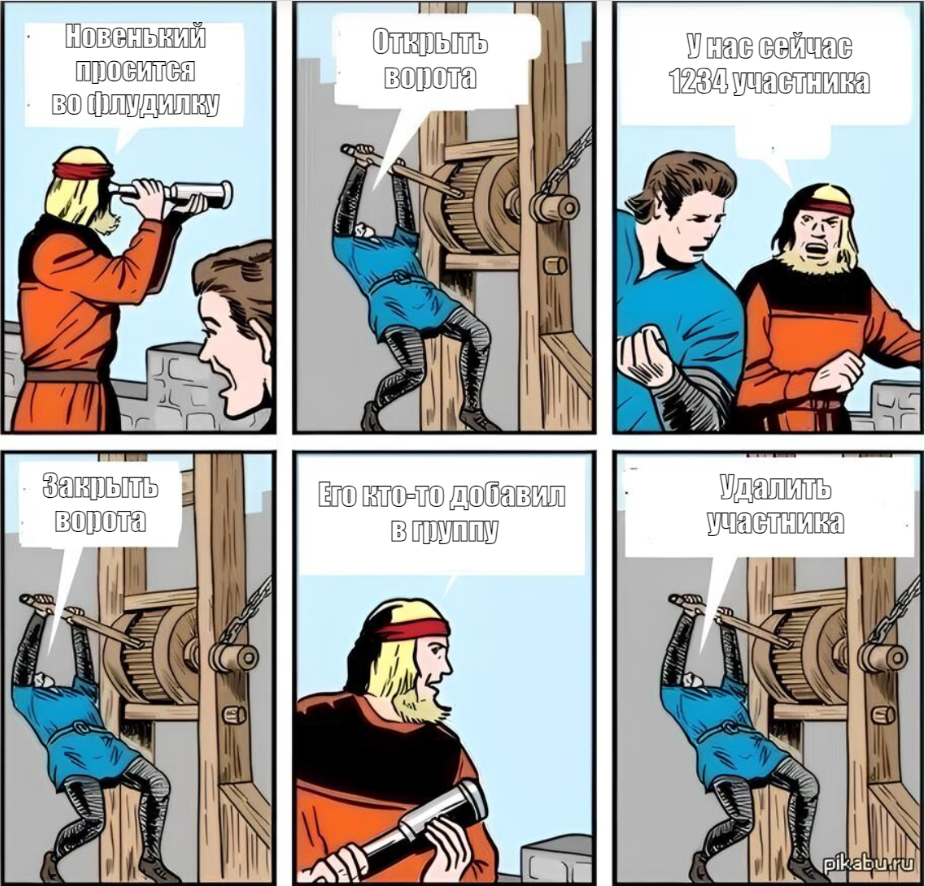 Новенький
просится
во флудилку
Открыть
ворота
У нас сейчас
1234 участника
Закрыть
ворота
Его кто-то добавил
в группу
Удалить
участника
pikabu.ru